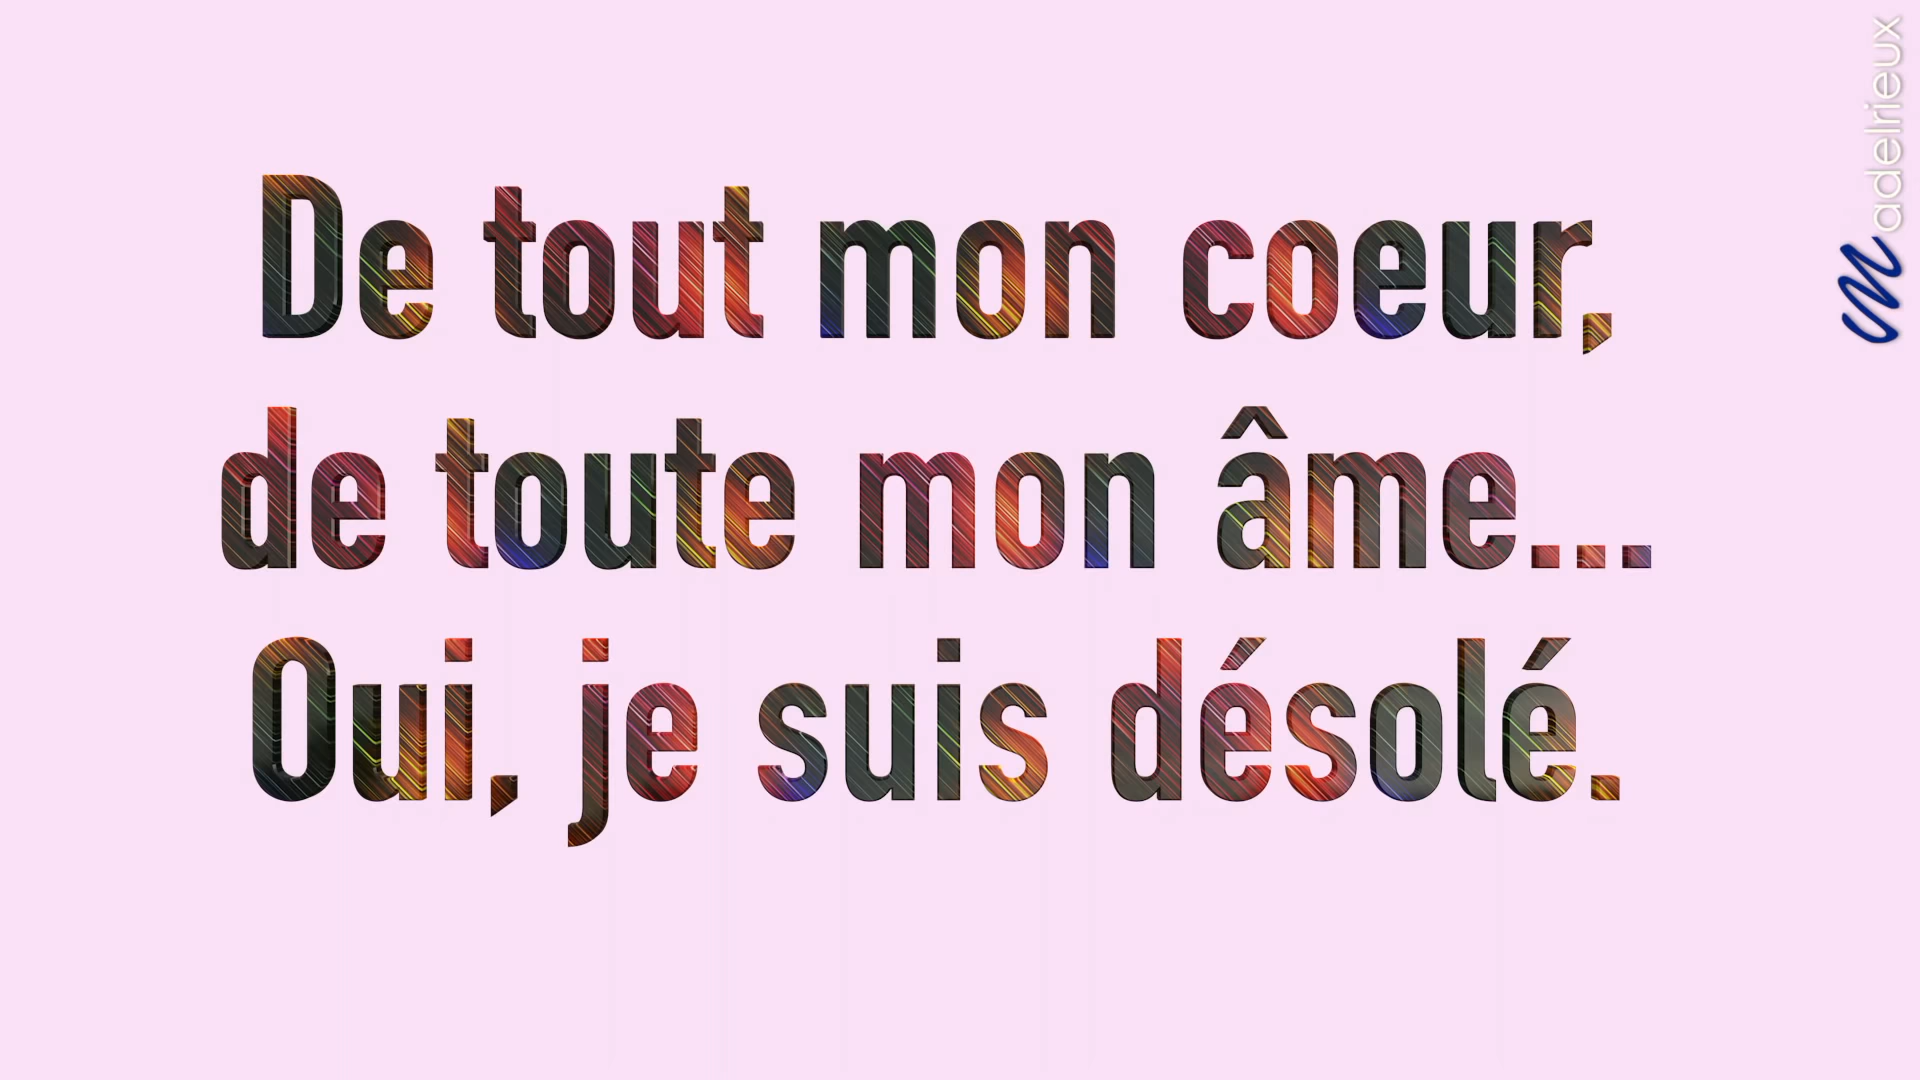 De tout mon coeur,
de toute mon âme...
Oui, je suis désolé.
Madelrieux